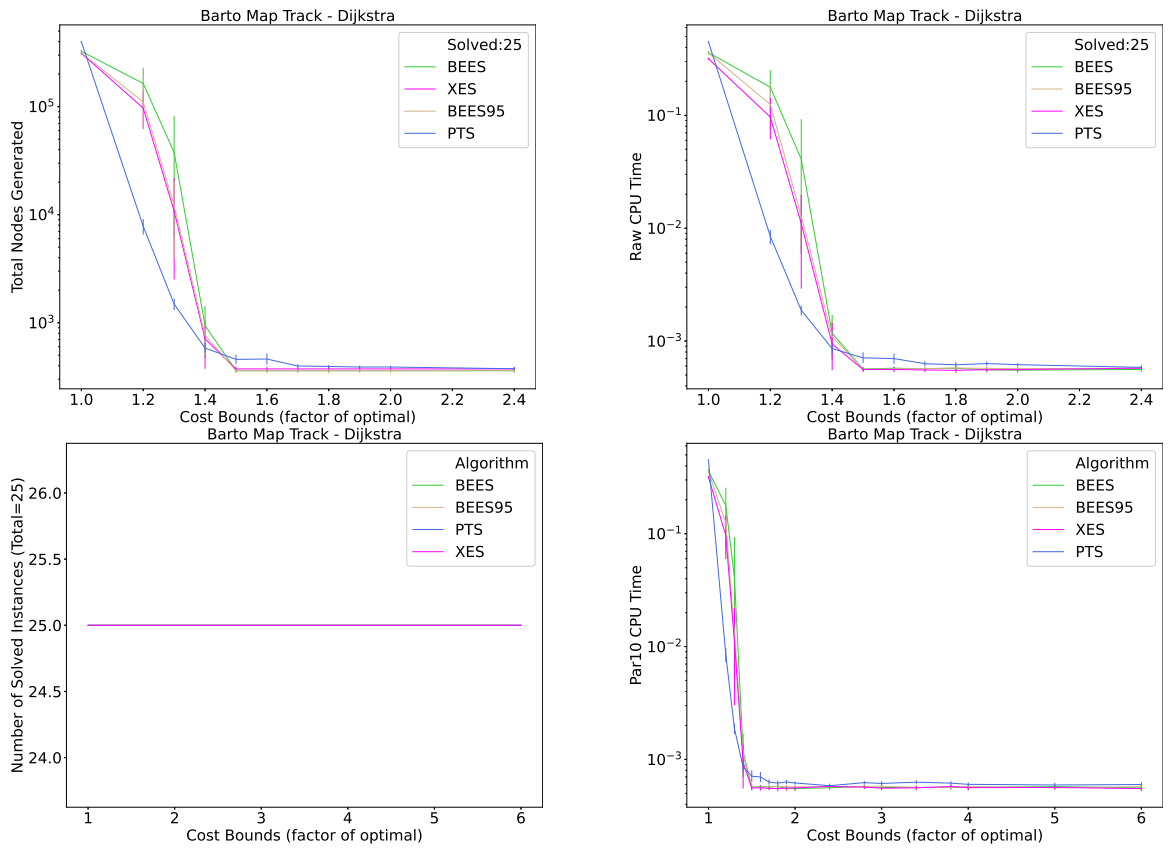 Barto Map Track - Dijkstra
Total Nodes Generated
10⁵
10⁴
10³
Solved:25
BEES
XES
BEES95
PTS
1.0 1.2 1.4 1.6 1.8 2.0 2.2 2.4
Cost Bounds (factor of optimal)
Barto Map Track - Dijkstra
Raw CPU Time
10⁻¹
10⁻²
10⁻³
Solved:25
BEES
BEES95
XES
PTS
1.0 1.2 1.4 1.6 1.8 2.0 2.2 2.4
Cost Bounds (factor of optimal)
Barto Map Track - Dijkstra
Number of Solved Instances (Total=25)
26.0
25.5
25.0
24.5
24.0
Algorithm
BEES
BEES95
PTS
XES
1 2 3 4 5 6
Cost Bounds (factor of optimal)
Barto Map Track - Dijkstra
Par10 CPU Time
10⁻¹
10⁻²
10⁻³
Algorithm
BEES
BEES95
XES
PTS
1 2 3 4 5 6
Cost Bounds (factor of optimal)